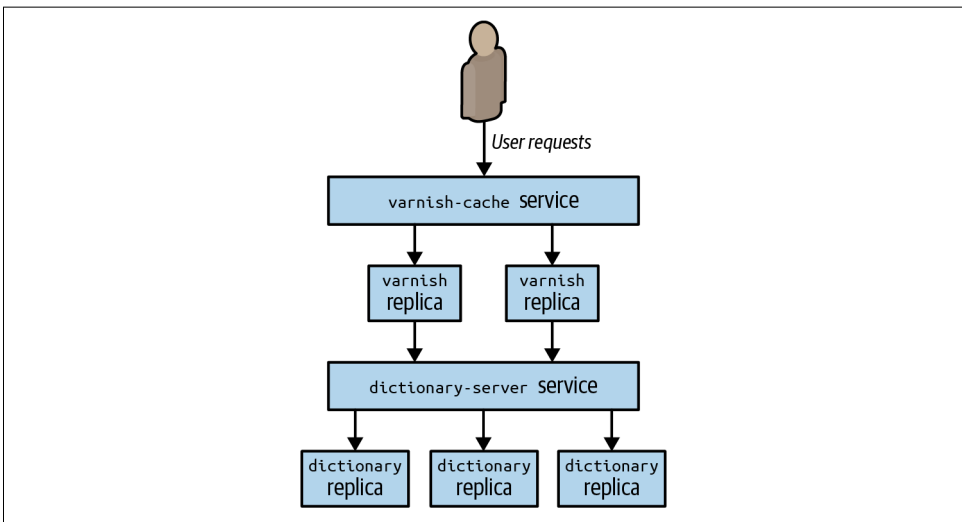 User requests
varnish-cache service
varnish
replica
varnish
replica
dictionary-server service
dictionary
replica
dictionary
replica
dictionary
replica